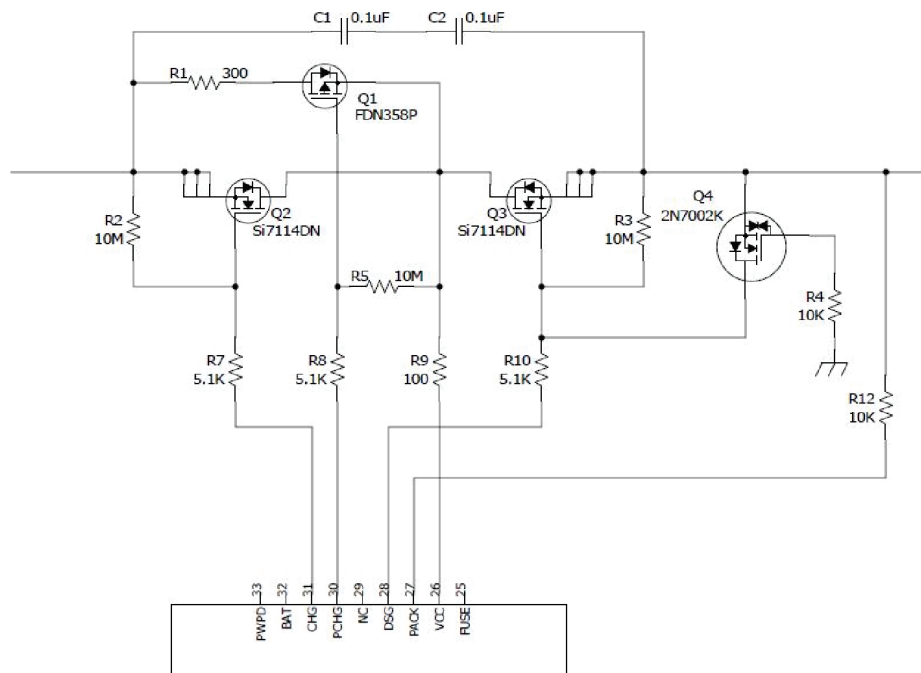 C1 0.1uF C2 0.1uF
R1 300
Q1
FDN358P
Q4
2N7002K
R2
10M
Q2
Si7114DN
Q3
Si7114DN
R3
10M
R5 10M
R4
10K
R7
5.1K
R8
5.1K
R9
100
R10
5.1K
R12
10K
33 32 31 30 29 28 27 26 25
PWPD BAT CHG PCHG NC DSG PACK VCC FUSE